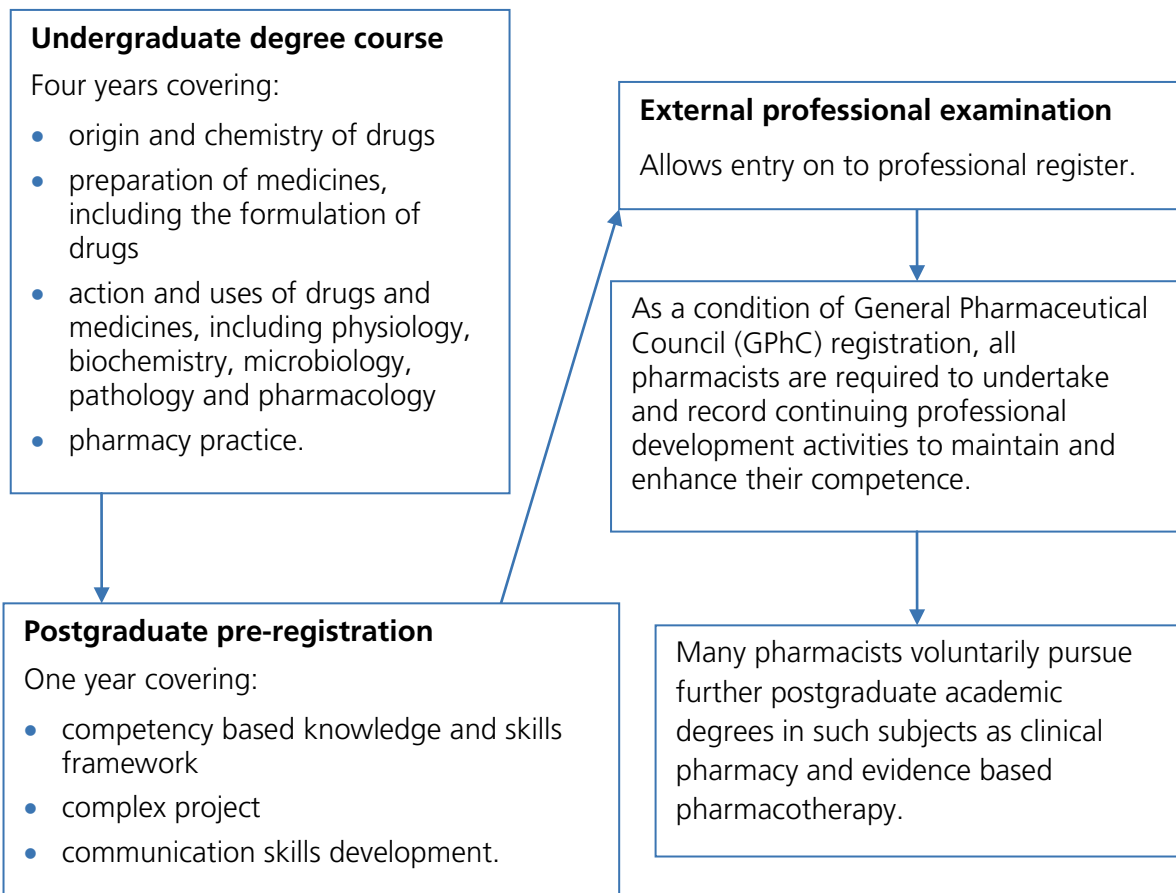 Undergraduate degree course
Four years covering:
• origin and chemistry of drugs
• preparation of medicines,
including the formulation of
drugs
• action and uses of drugs and
medicines, including physiology,
biochemistry, microbiology,
pathology and pharmacology
• pharmacy practice.
Postgraduate pre-registration
One year covering:
• competency based knowledge and skills
framework
• complex project
• communication skills development.
External professional examination
Allows entry on to professional register.
As a condition of General Pharmaceutical
Council (GPhC) registration, all
pharmacists are required to undertake
and record continuing professional
development activities to maintain and
enhance their competence.
Many pharmacists voluntarily pursue
further postgraduate academic
degrees in such subjects as clinical
pharmacy and evidence based
pharmacotherapy.